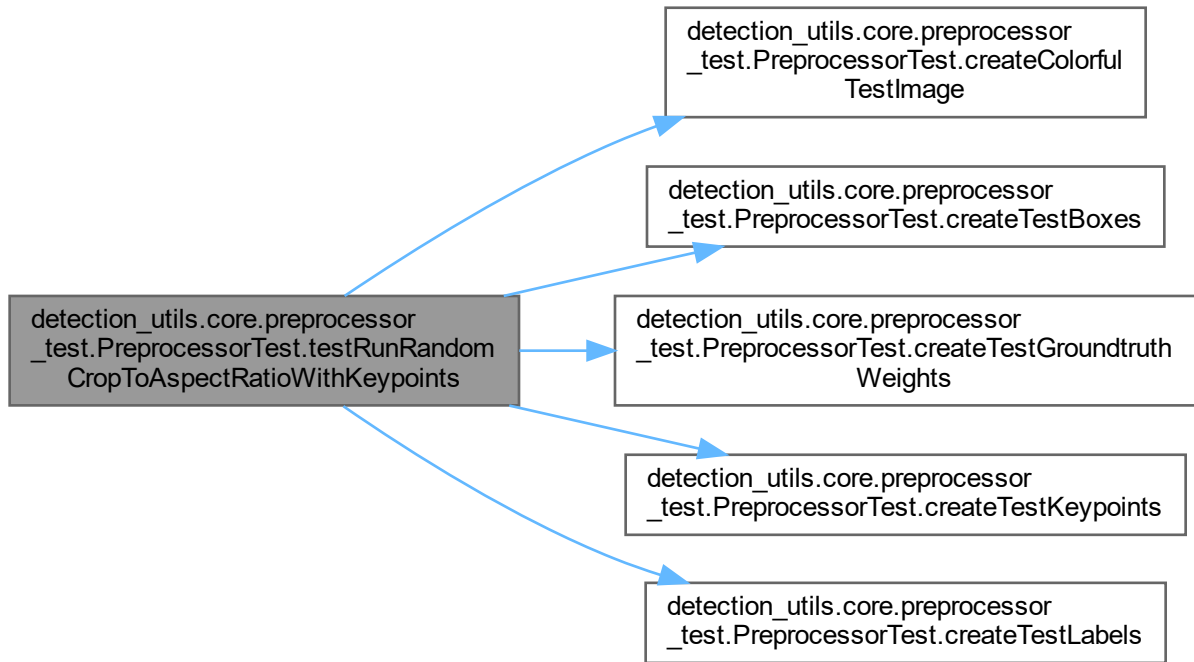 detection_utils.core.preprocessor
_test.PreprocessorTest.testRunRandom
CropToAspectRatioWithKeypoints
detection_utils.core.preprocessor
_test.PreprocessorTest.createColorful
TestImage
detection_utils.core.preprocessor
_test.PreprocessorTest.createTestBoxes
detection_utils.core.preprocessor
_test.PreprocessorTest.createTestGroundtruth
Weights
detection_utils.core.preprocessor
_test.PreprocessorTest.createTestKeypoints
detection_utils.core.preprocessor
_test.PreprocessorTest.createTestLabels